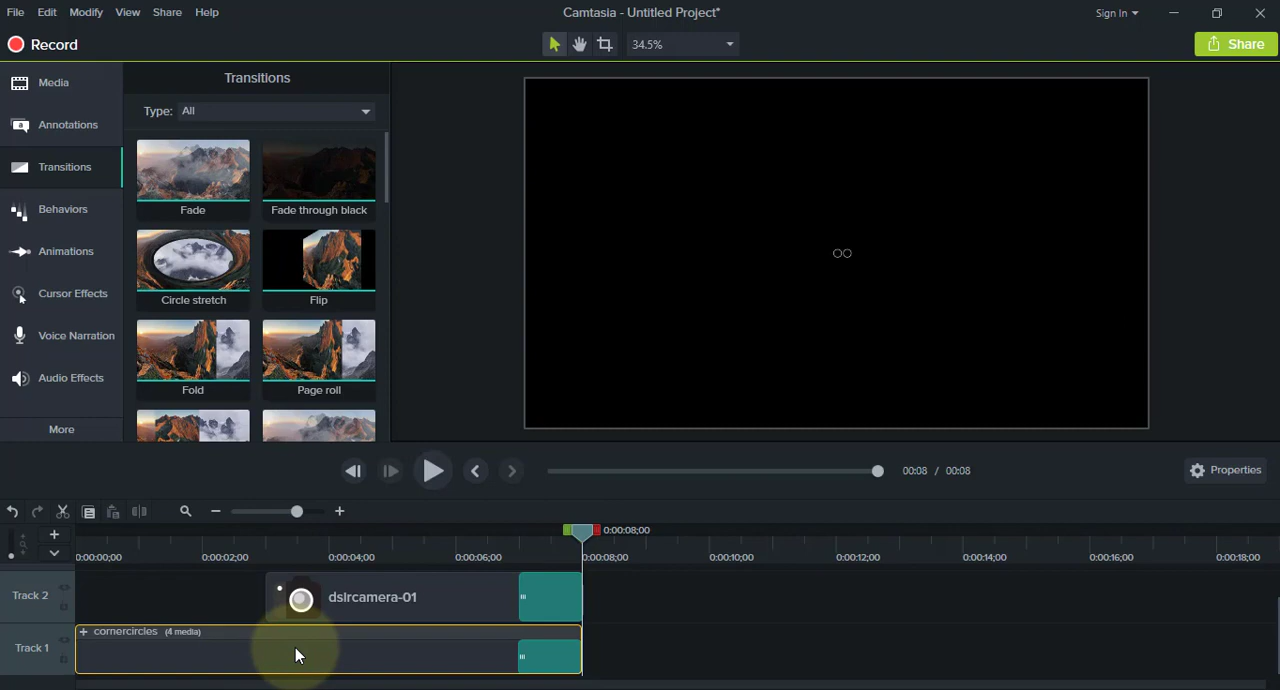 File Edit Modify View Share Help
Camtasia - Untitled Project*
Sign In
Record
34.5%
Share
Media
Annotations
Transitions
Behaviors
Animations
Cursor Effects
Voice Narration
Audio Effects
More
Transitions
Type: All
Fade
Fade through black
Circle stretch
Flip
Fold
Page roll
00:08 / 00:08
Properties
0:00:08;00
0:00:00;00 0:00:02;00 0:00:04;00 0:00:06;00 0:00:08;00 0:00:10;00 0:00:12;00 0:00:14;00 0:00:16;00 0:00:18;00
Track 2
dslrcamera-01
Track 1
cornercircles (4 media)